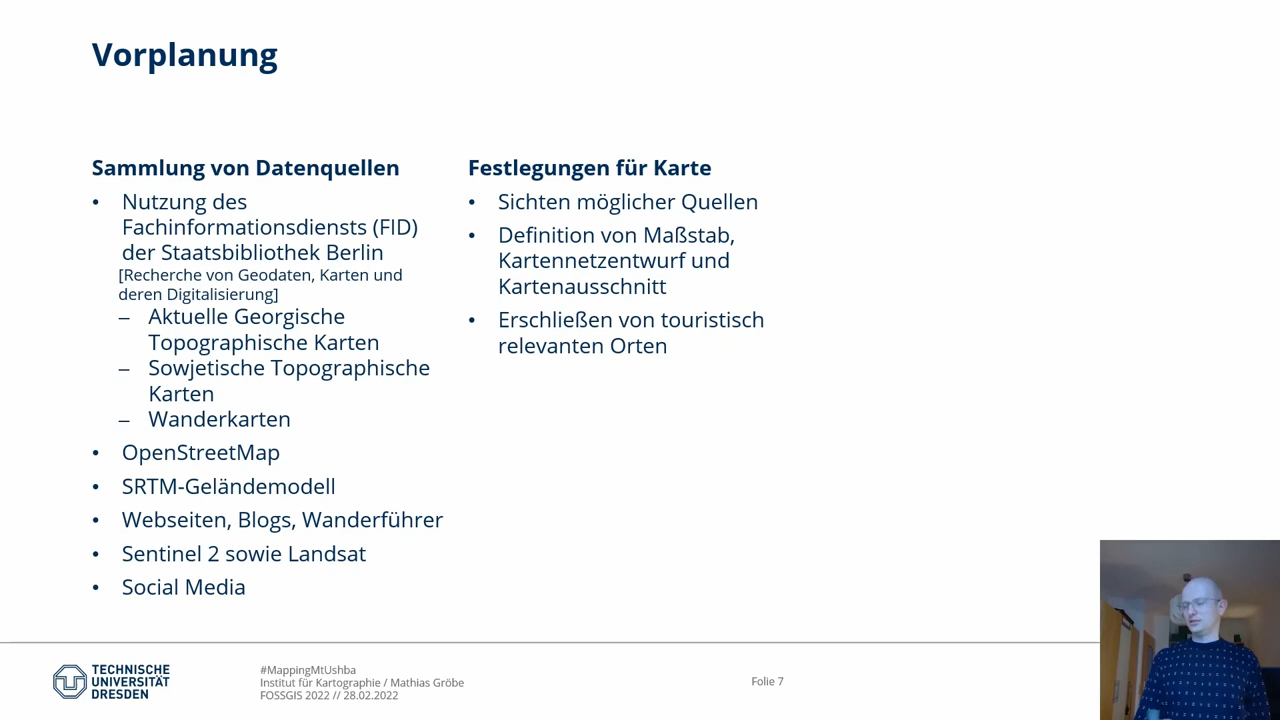 Vorplanung
Sammlung von Datenquellen
• Nutzung des
Fachinformationsdiensts (FID)
der Staatsbibliothek Berlin
[Recherche von Geodaten, Karten und
deren Digitalisierung]
– Aktuelle Georgische
Topographische Karten
– Sowjetische Topographische
Karten
– Wanderkarten
• OpenStreetMap
• SRTM-Geländemodell
• Webseiten, Blogs, Wanderführer
• Sentinel 2 sowie Landsat
• Social Media
Festlegungen für Karte
• Sichten möglicher Quellen
• Definition von Maßstab,
Kartennetzentwurf und
Kartenausschnitt
• Erschließen von touristisch
relevanten Orten
TECHNISCHE
UNIVERSITÄT
DRESDEN
#MappingMtUshba
Institut für Kartographie / Mathias Gröbe
FOSSGIS 2022 // 28.02.2022
Folie 7